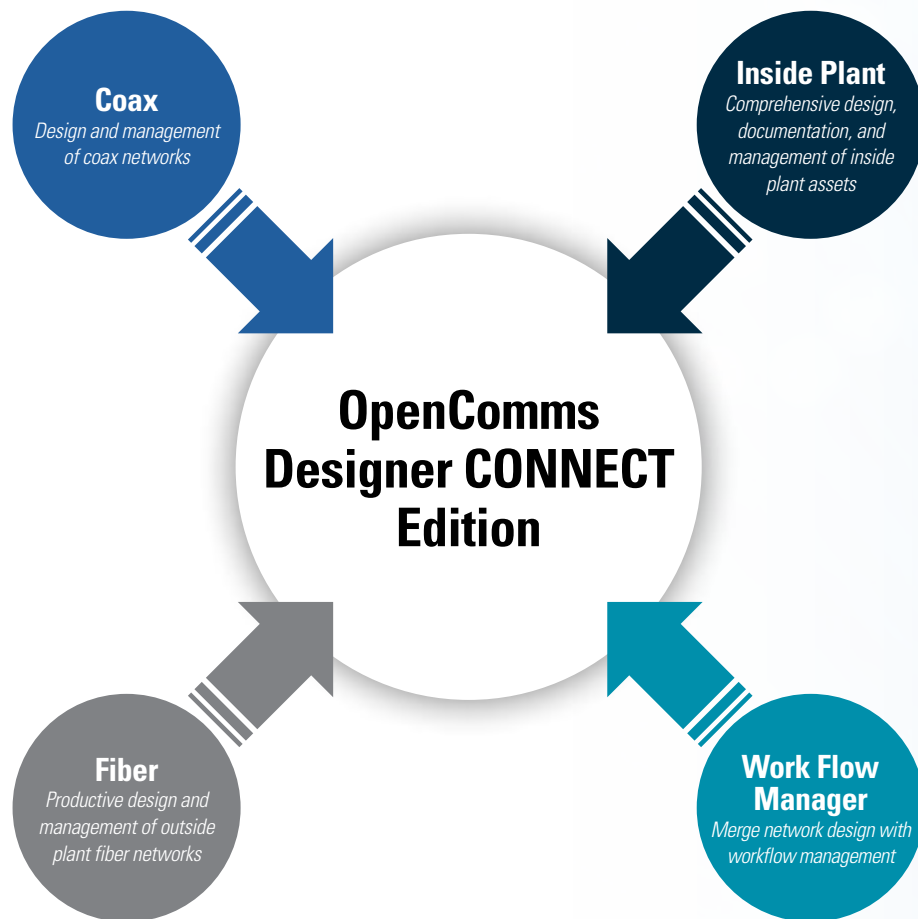 Coax
Design and management
of coax networks
Inside Plant
Comprehensive design,
documentation, and
management of inside
plant assets
OpenComms
Designer CONNECT
Edition
Fiber
Productive design and
management of outside
plant fiber networks
Work Flow
Manager
Merge network design with
workflow management